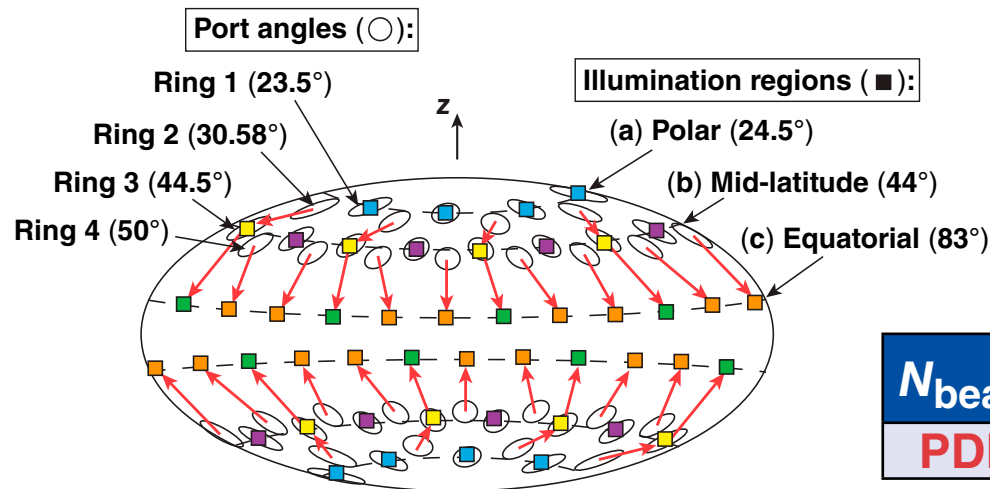 Port angles (○):
Ring 1 (23.5°)
Ring 2 (30.58°)
Ring 3 (44.5°)
Ring 4 (50°)
z
Illumination regions (■):
(a) Polar (24.5°)
(b) Mid-latitude (44°)
(c) Equatorial (83°)